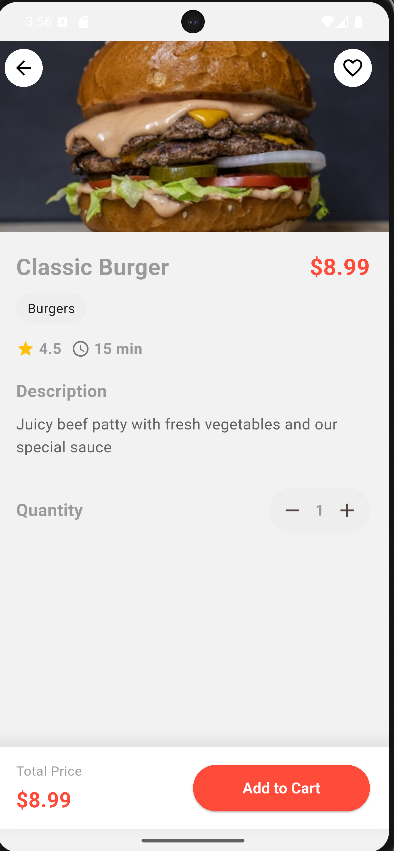 3:56
Classic Burger
$8.99
Burgers
4.5 15 min
Description
Juicy beef patty with fresh vegetables and our
special sauce
Quantity
1
Total Price
$8.99
Add to Cart